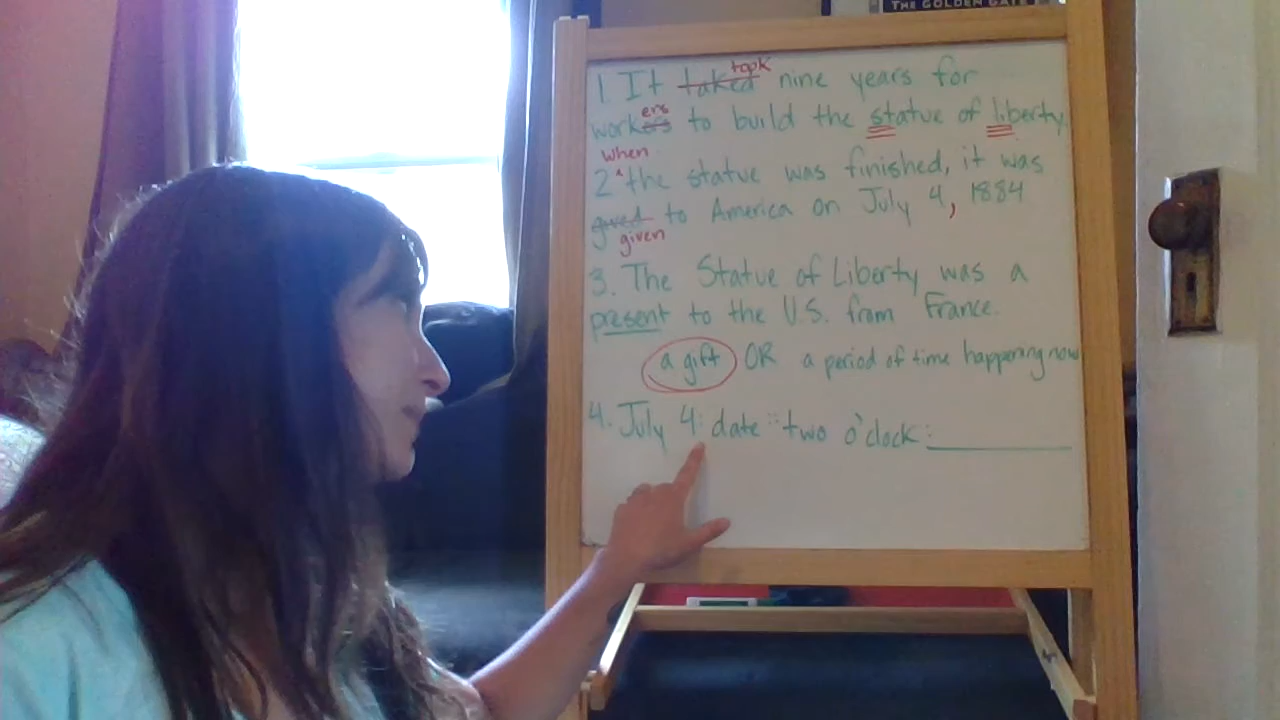 THE GOLDEN GATE
took
1. It taked nine years for
ers
workers to build the statue of liberty.
when
2 ^ the statue was finished, it was
gived to America on July 4, 1884
given
3. The Statue of Liberty was a
present to the U.S. from France.
a gift OR a period of time happening now
4. July 4: date :: two o'clock: ________